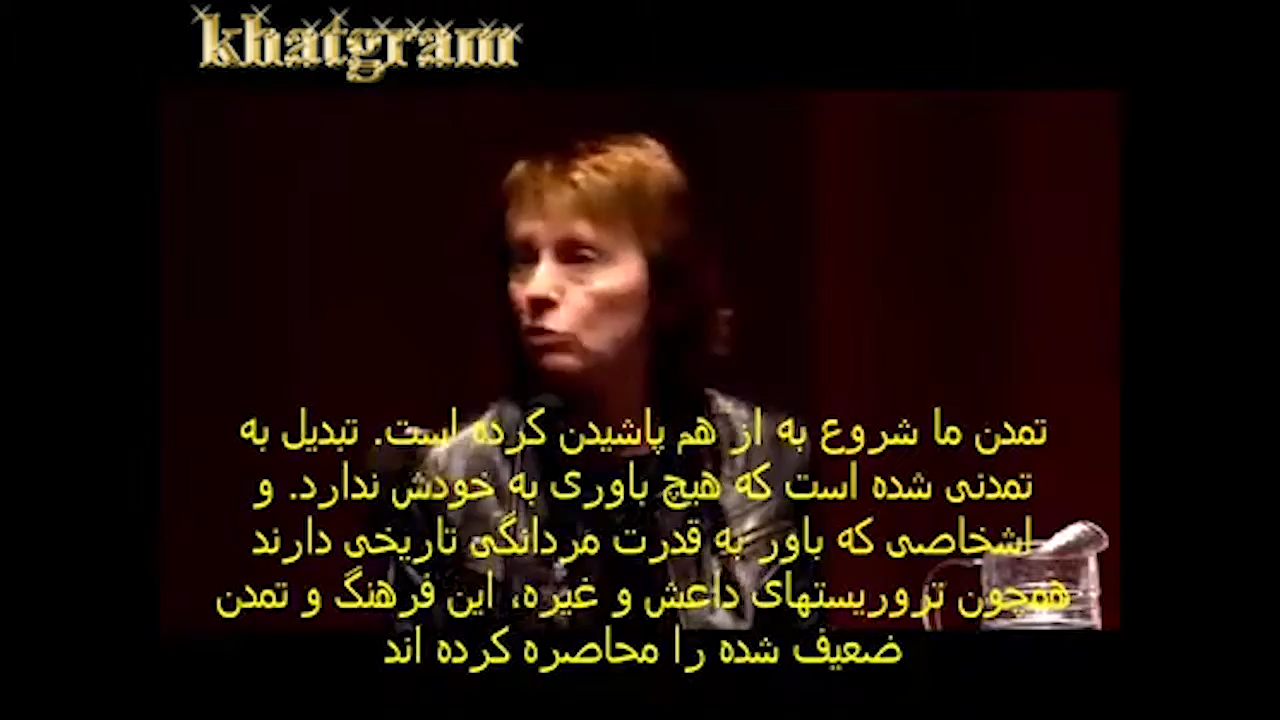 khatgram
تمدن ما شروع به از هم پاشیدن کرده است. تبدیل به
تمدنی شده است که هیچ باوری به خودش ندارد. و
اشخاصی که باور به قدرت مردانگی تاریخی دارند
همچون تروریستهای داعش و غیره، این فرهنگ و تمدن
ضعیف شده را محاصره کرده اند